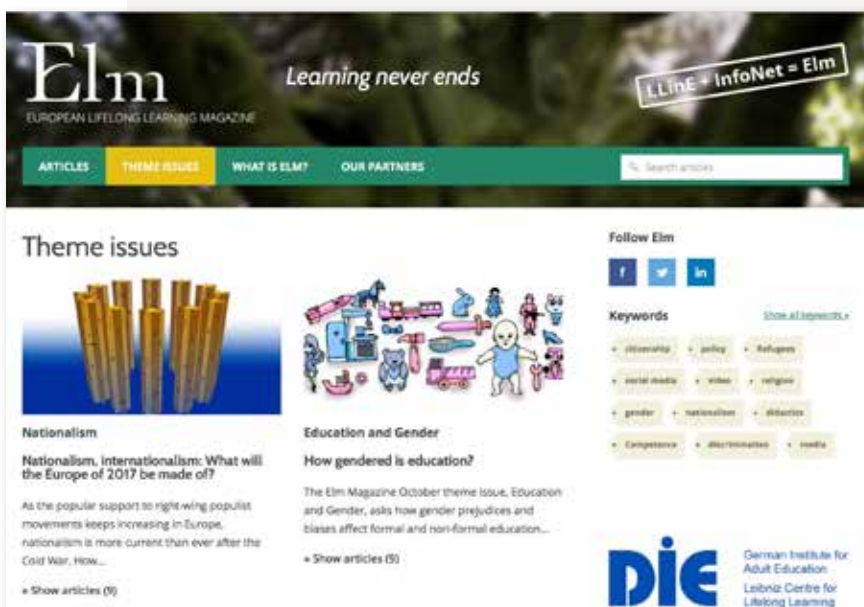 Elm
EUROPEAN LIFELONG LEARNING MAGAZINE
Learning never ends
LLinE + InfoNet = Elm
ARTICLES
THEME ISSUES
WHAT IS ELM?
OUR PARTNERS
Search articles
Theme issues
Nationalism
Nationalism, internationalism: What will
the Europe of 2017 be made of?
As the popular support to right-wing populist
movements keeps increasing in Europe,
nationalism is more current than ever after the
Cold War. How...
» Show articles (9)
Education and Gender
How gendered is education?
The Elm Magazine October theme issue, Education
and Gender, asks how gender prejudices and
biases affect formal and non-formal education...
» Show articles (9)
Follow Elm
f
in
Keywords
Show all keywords »
+ citizenship + policy + Refugees
+ social media + video + religion
+ gender + nationalism + didactics
+ Competence + discrimination + media
DIE
German Institute for
Adult Education
Leibniz Centre for
Lifelong Learning